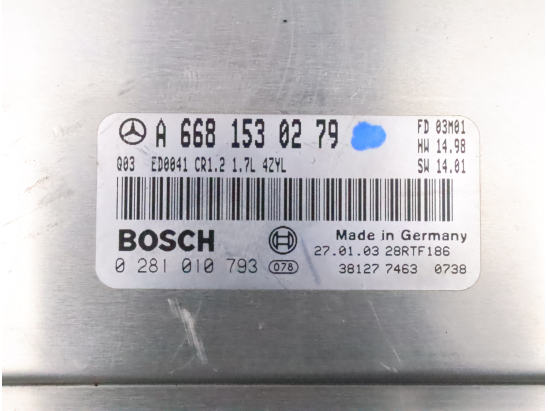 A 668 153 02 79
FD 03M01
HW 14.98
Q03 ED0041 CR1.2 1,7L 4ZYL
SW 14.01
BOSCH
Made in Germany
27.01.03 28RTF186
0 281 010 793 078
38127 7463 0738